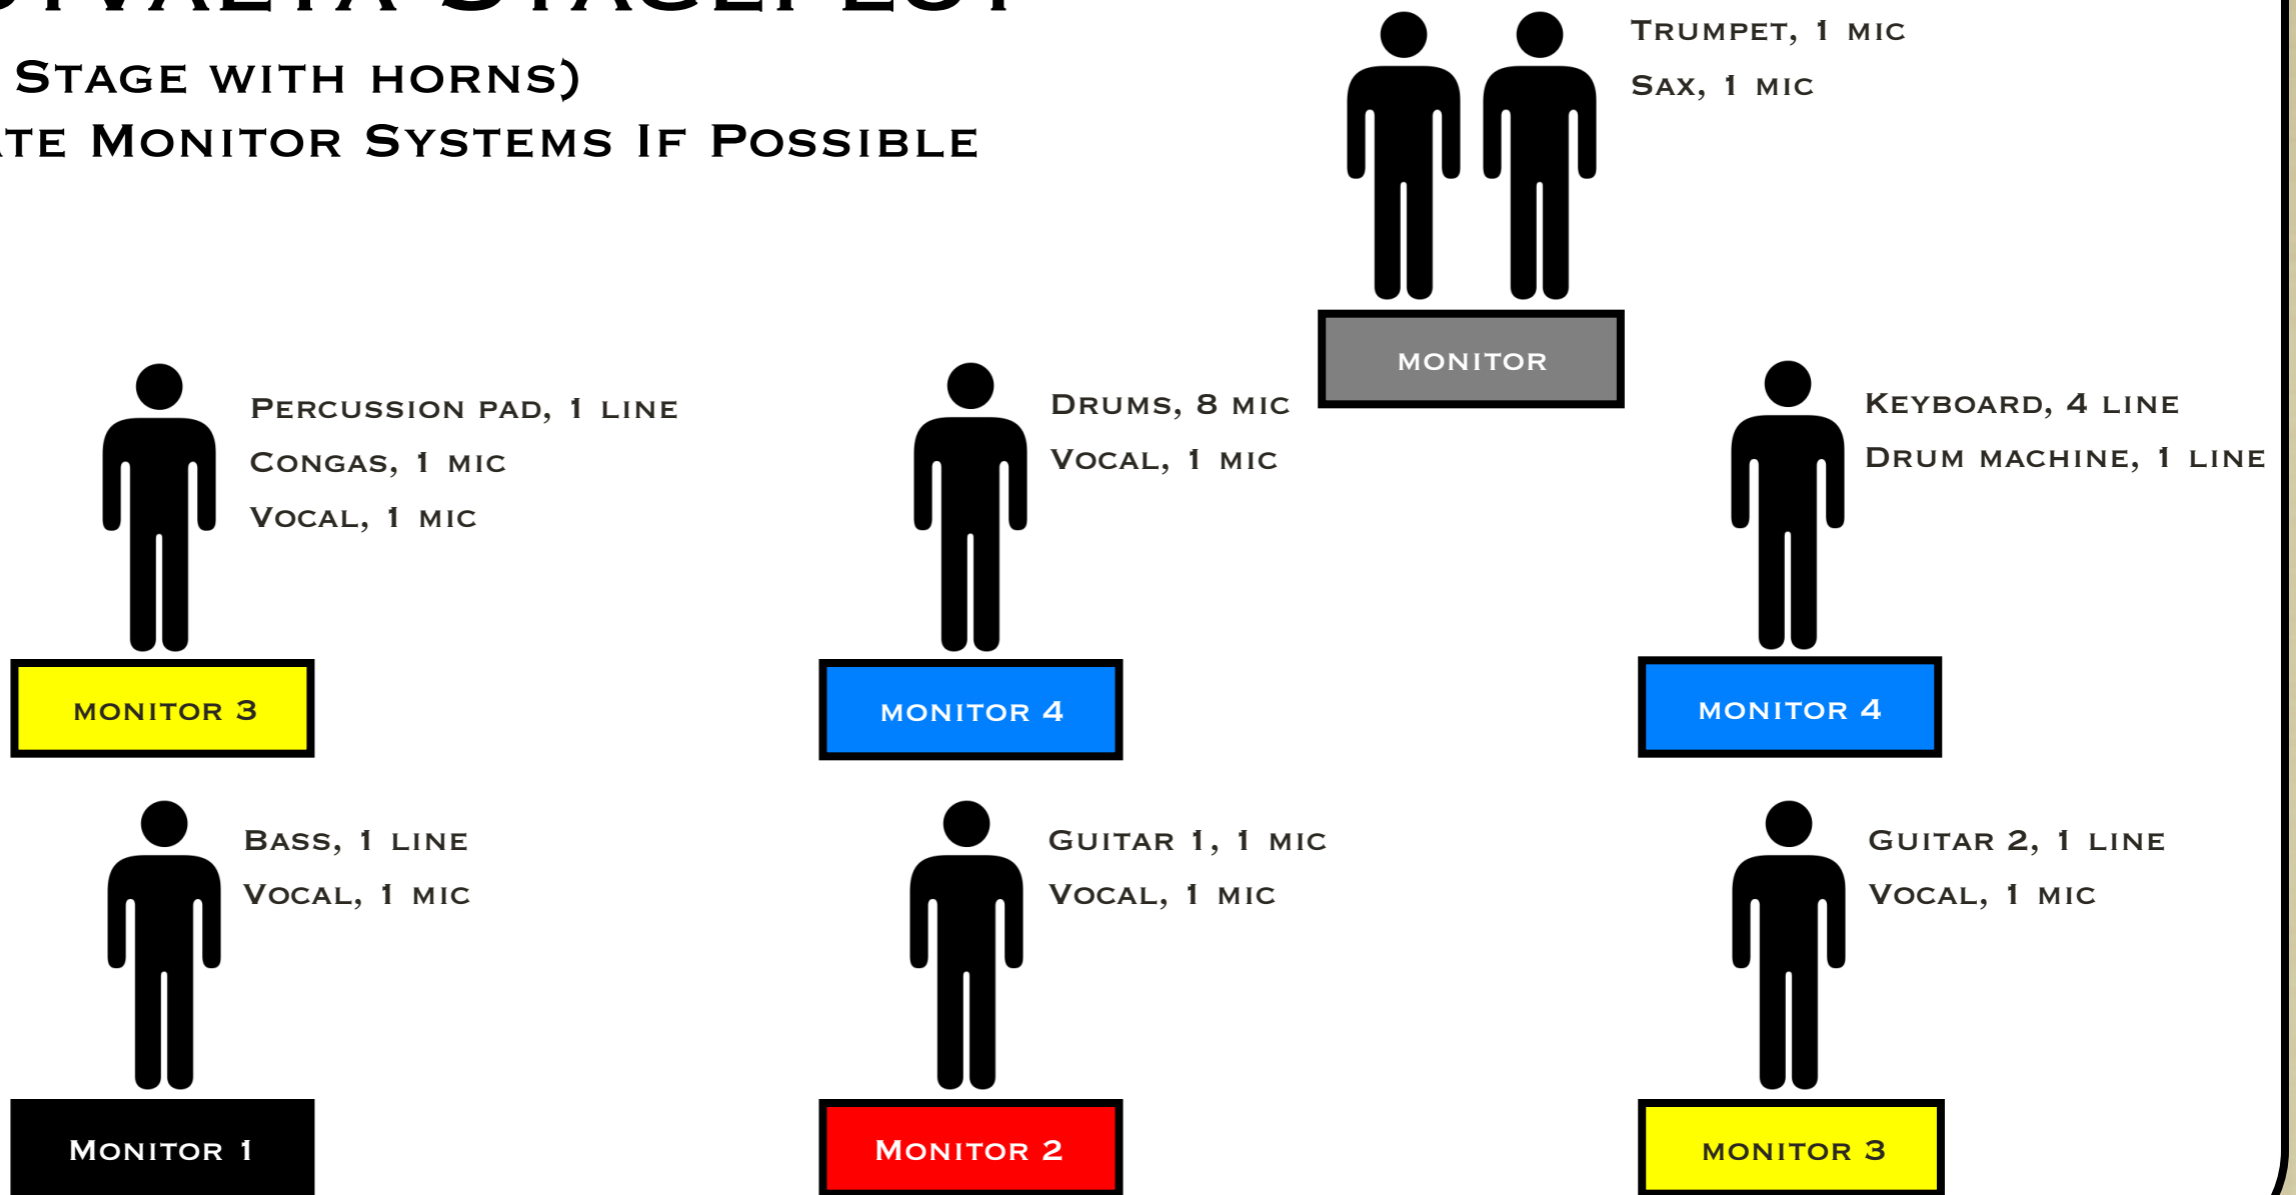 Stageplot
Stage with horns)
ate Monitor Systems If Possible
Trumpet, 1 mic
Sax, 1 mic
monitor
Percussion pad, 1 line
Congas, 1 mic
Vocal, 1 mic
monitor 3
Drums, 8 mic
Vocal, 1 mic
monitor 4
Keyboard, 4 line
Drum machine, 1 line
monitor 4
Bass, 1 line
Vocal, 1 mic
Monitor 1
Guitar 1, 1 mic
Vocal, 1 mic
Monitor 2
Guitar 2, 1 line
Vocal, 1 mic
monitor 3